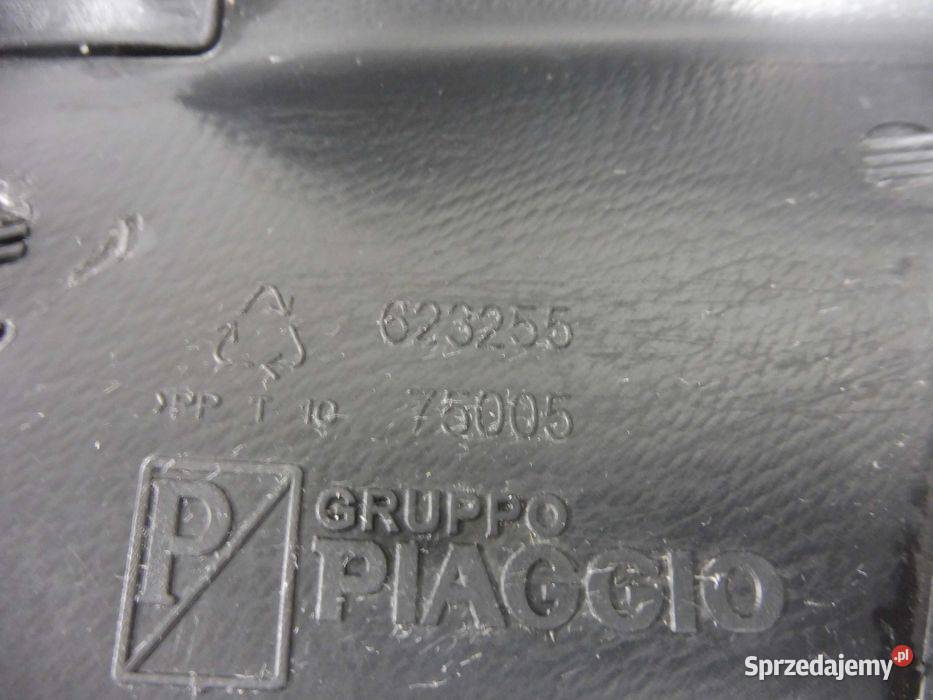 623255
>PP T 10 75005
P
GRUPPO
PIAGGIO
Sprzedajemy.pl